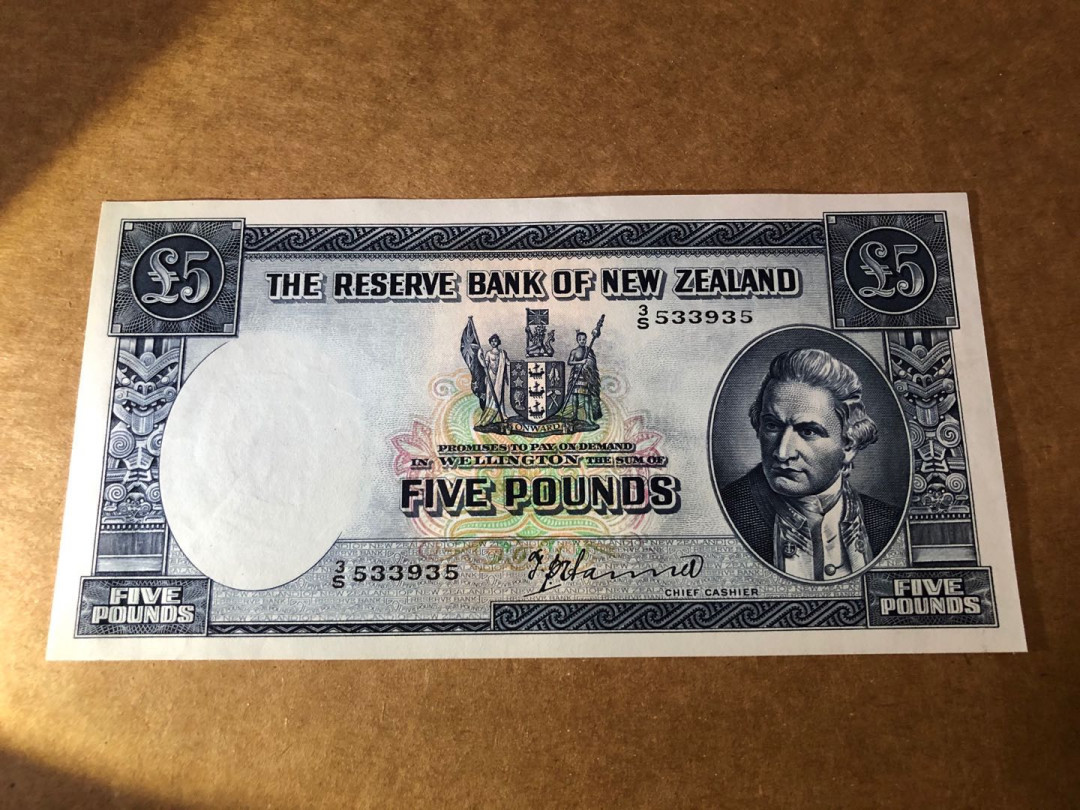 £5
£5
THE RESERVE BANK OF NEW ZEALAND
3/S 533935
ONWARD
PROMISES TO PAY ON DEMAND
IN WELLINGTON THE SUM OF
FIVE POUNDS
3/S 533935
CHIEF CASHIER
FIVE
POUNDS
FIVE
POUNDS